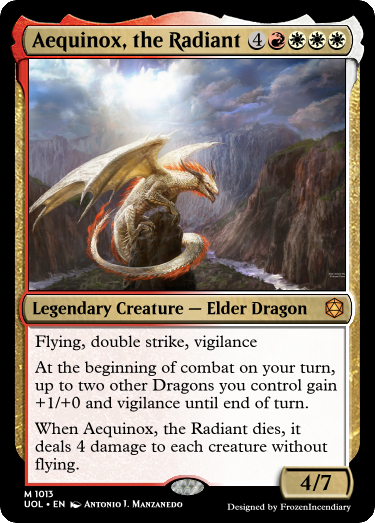 Aequinox, the Radiant 4
Legendary Creature — Elder Dragon
Flying, double strike, vigilance
At the beginning of combat on your turn,
up to two other Dragons you control gain
+1/+0 and vigilance until end of turn.
When Aequinox, the Radiant dies, it
deals 4 damage to each creature without
flying.
4/7
M 1013
UOL • EN Antonio J. Manzanedo
Designed by FrozenIncendiary